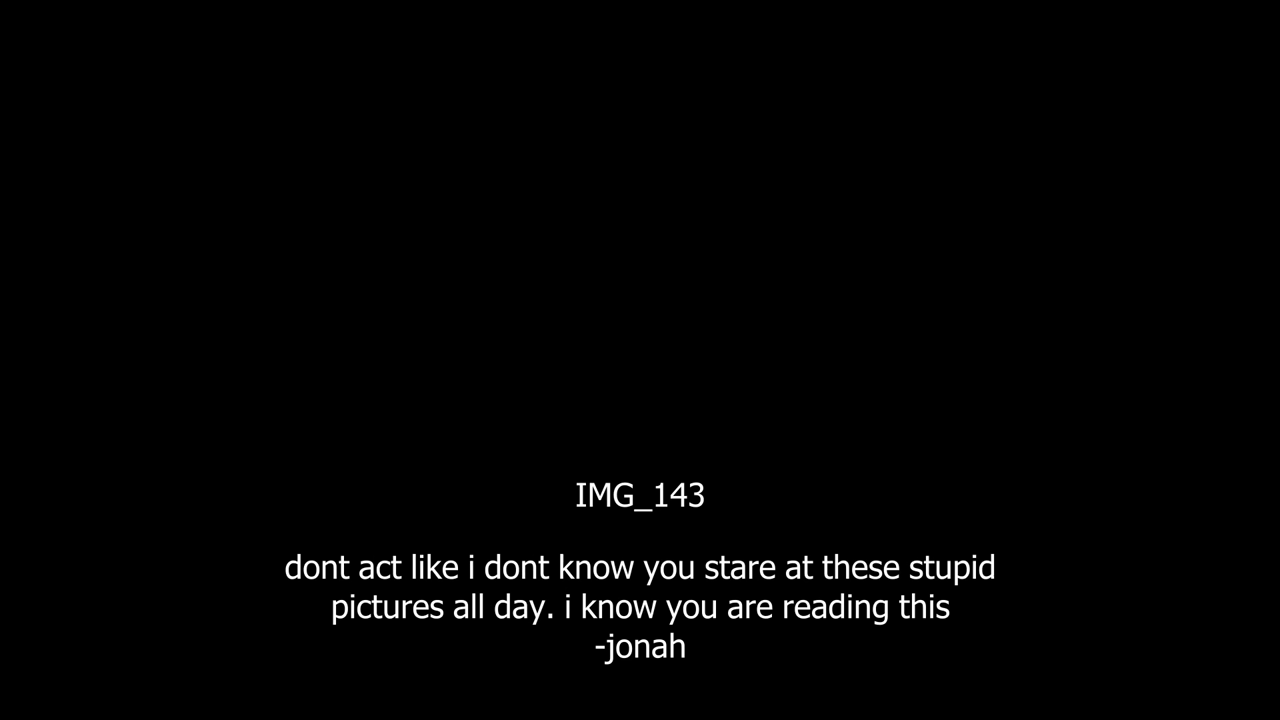 IMG_143
dont act like i dont know you stare at these stupid
pictures all day. i know you are reading this
-jonah